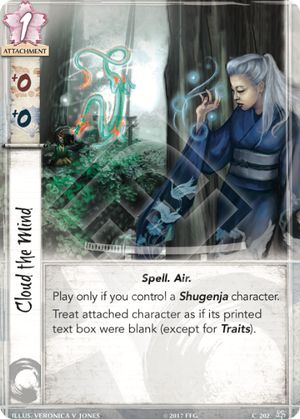 1
ATTACHMENT
+0
+0
Cloud the Mind
Spell. Air.
Play only if you control a Shugenja character.
Treat attached character as if its printed
text box were blank (except for Traits).
ILLUS: VERONICA V. JONES
© 2017 FFG
C 202